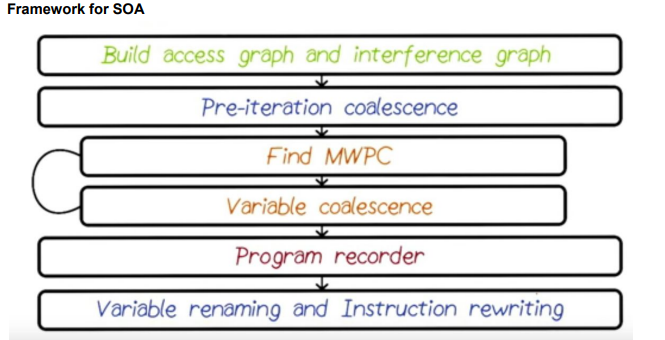 Framework for SOA
Build access graph and interference graph
Pre-iteration coalescence
Find MWPC
Variable coalescence
Program recorder
Variable renaming and Instruction rewriting